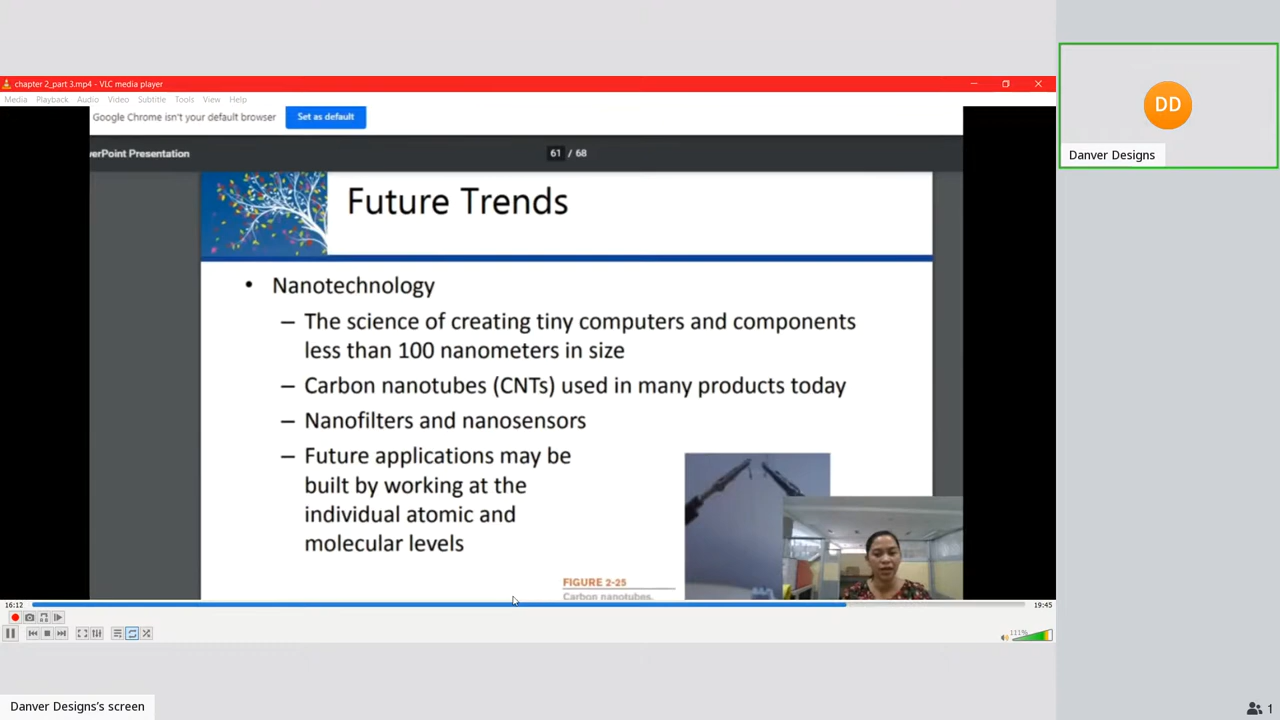 chapter 2_part 3.mp4 - VLC media player
Media Playback Audio Video Subtitle Tools View Help
Google Chrome isn't your default browser
Set as default
werPoint Presentation
61 / 68
Future Trends
• Nanotechnology
– The science of creating tiny computers and components
less than 100 nanometers in size
– Carbon nanotubes (CNTs) used in many products today
– Nanofilters and nanosensors
– Future applications may be
built by working at the
individual atomic and
molecular levels
FIGURE 2-25
Carbon nanotubes.
16:12
19:45
111%
DD
Danver Designs
Danver Designs's screen
1